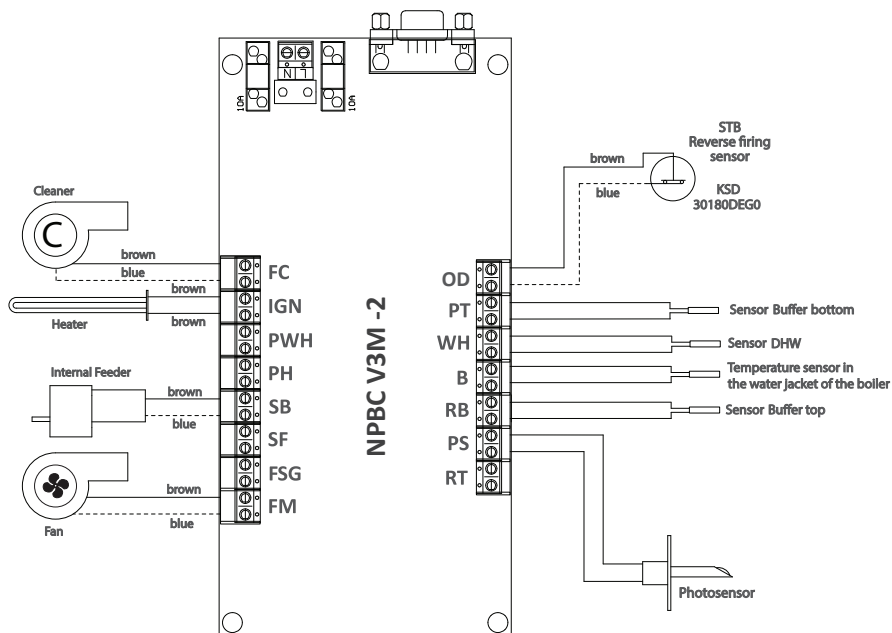 10A
N
L
10A
STB
Reverse firing
sensor
brown
blue
KSD
30180DEG0
Cleaner
C
brown
blue
FC
brown
IGN
Heater
brown
PWH
PH
Internal Feeder
brown
SB
blue
SF
FSG
brown
FM
blue
Fan
NPBC V3M -2
OD
PT
Sensor Buffer bottom
WH
Sensor DHW
B
Temperature sensor in
the water jacket of the boiler
RB
Sensor Buffer top
PS
RT
Photosensor